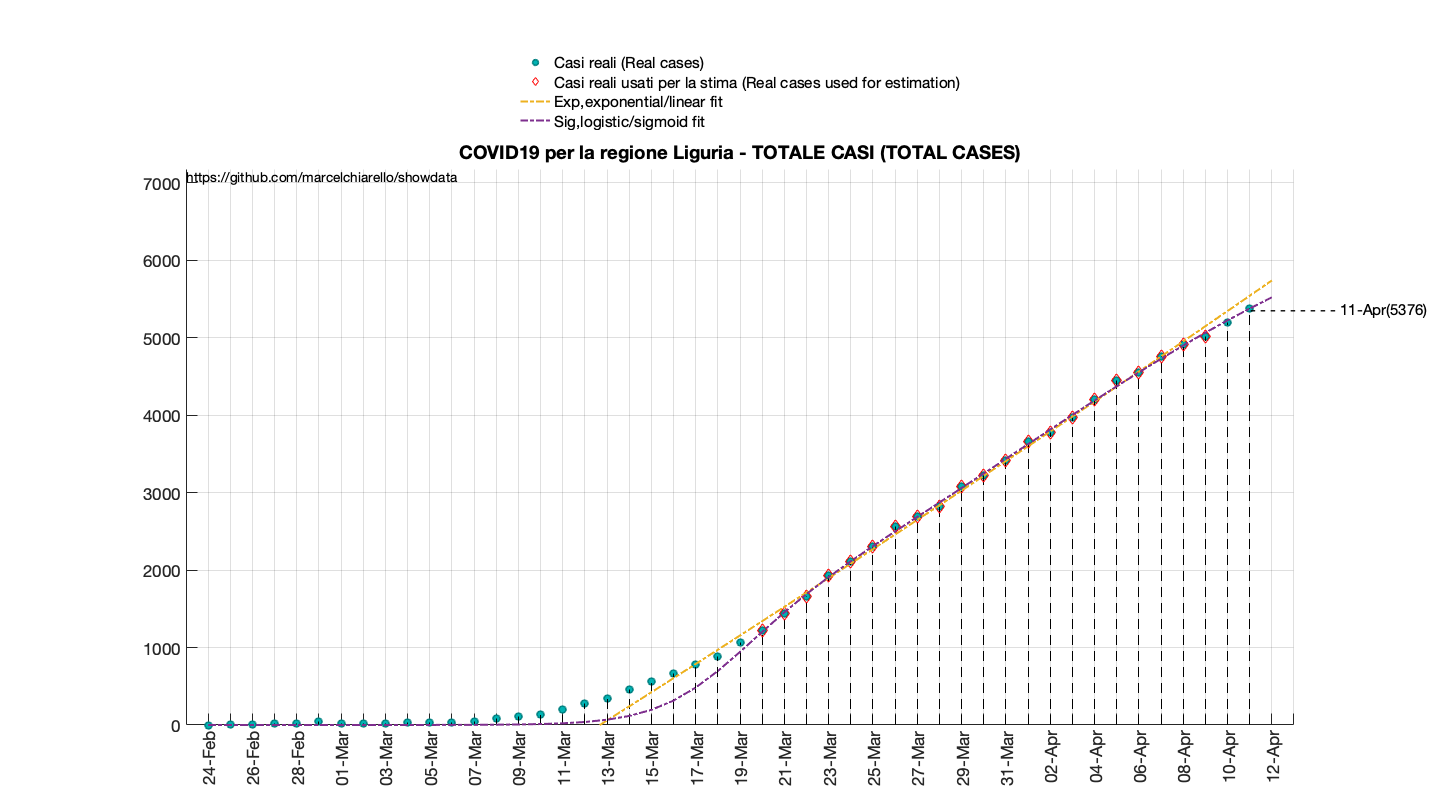 Casi reali (Real cases)
Casi reali usati per la stima (Real cases used for estimation)
Exp,exponential/linear fit
Sig,logistic/sigmoid fit
COVID19 per la regione Liguria - TOTALE CASI (TOTAL CASES)
https://github.com/marcelchiarello/showdata
7000
6000
5000
4000
3000
2000
1000
0
11-Apr(5376)
24-Feb
26-Feb
28-Feb
01-Mar
03-Mar
05-Mar
07-Mar
09-Mar
11-Mar
13-Mar
15-Mar
17-Mar
19-Mar
21-Mar
23-Mar
25-Mar
27-Mar
29-Mar
31-Mar
02-Apr
04-Apr
06-Apr
08-Apr
10-Apr
12-Apr